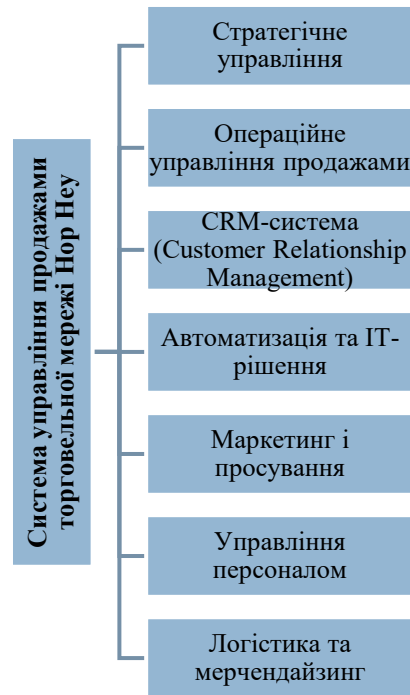 Система управління продажами
торговельної мережі Hop Hey
Стратегічне
управління
Операційне
управління продажами
CRM-система
(Customer Relationship
Management)
Автоматизація та ІТ-
рішення
Маркетинг і
просування
Управління
персоналом
Логістика та
мерчендайзинг